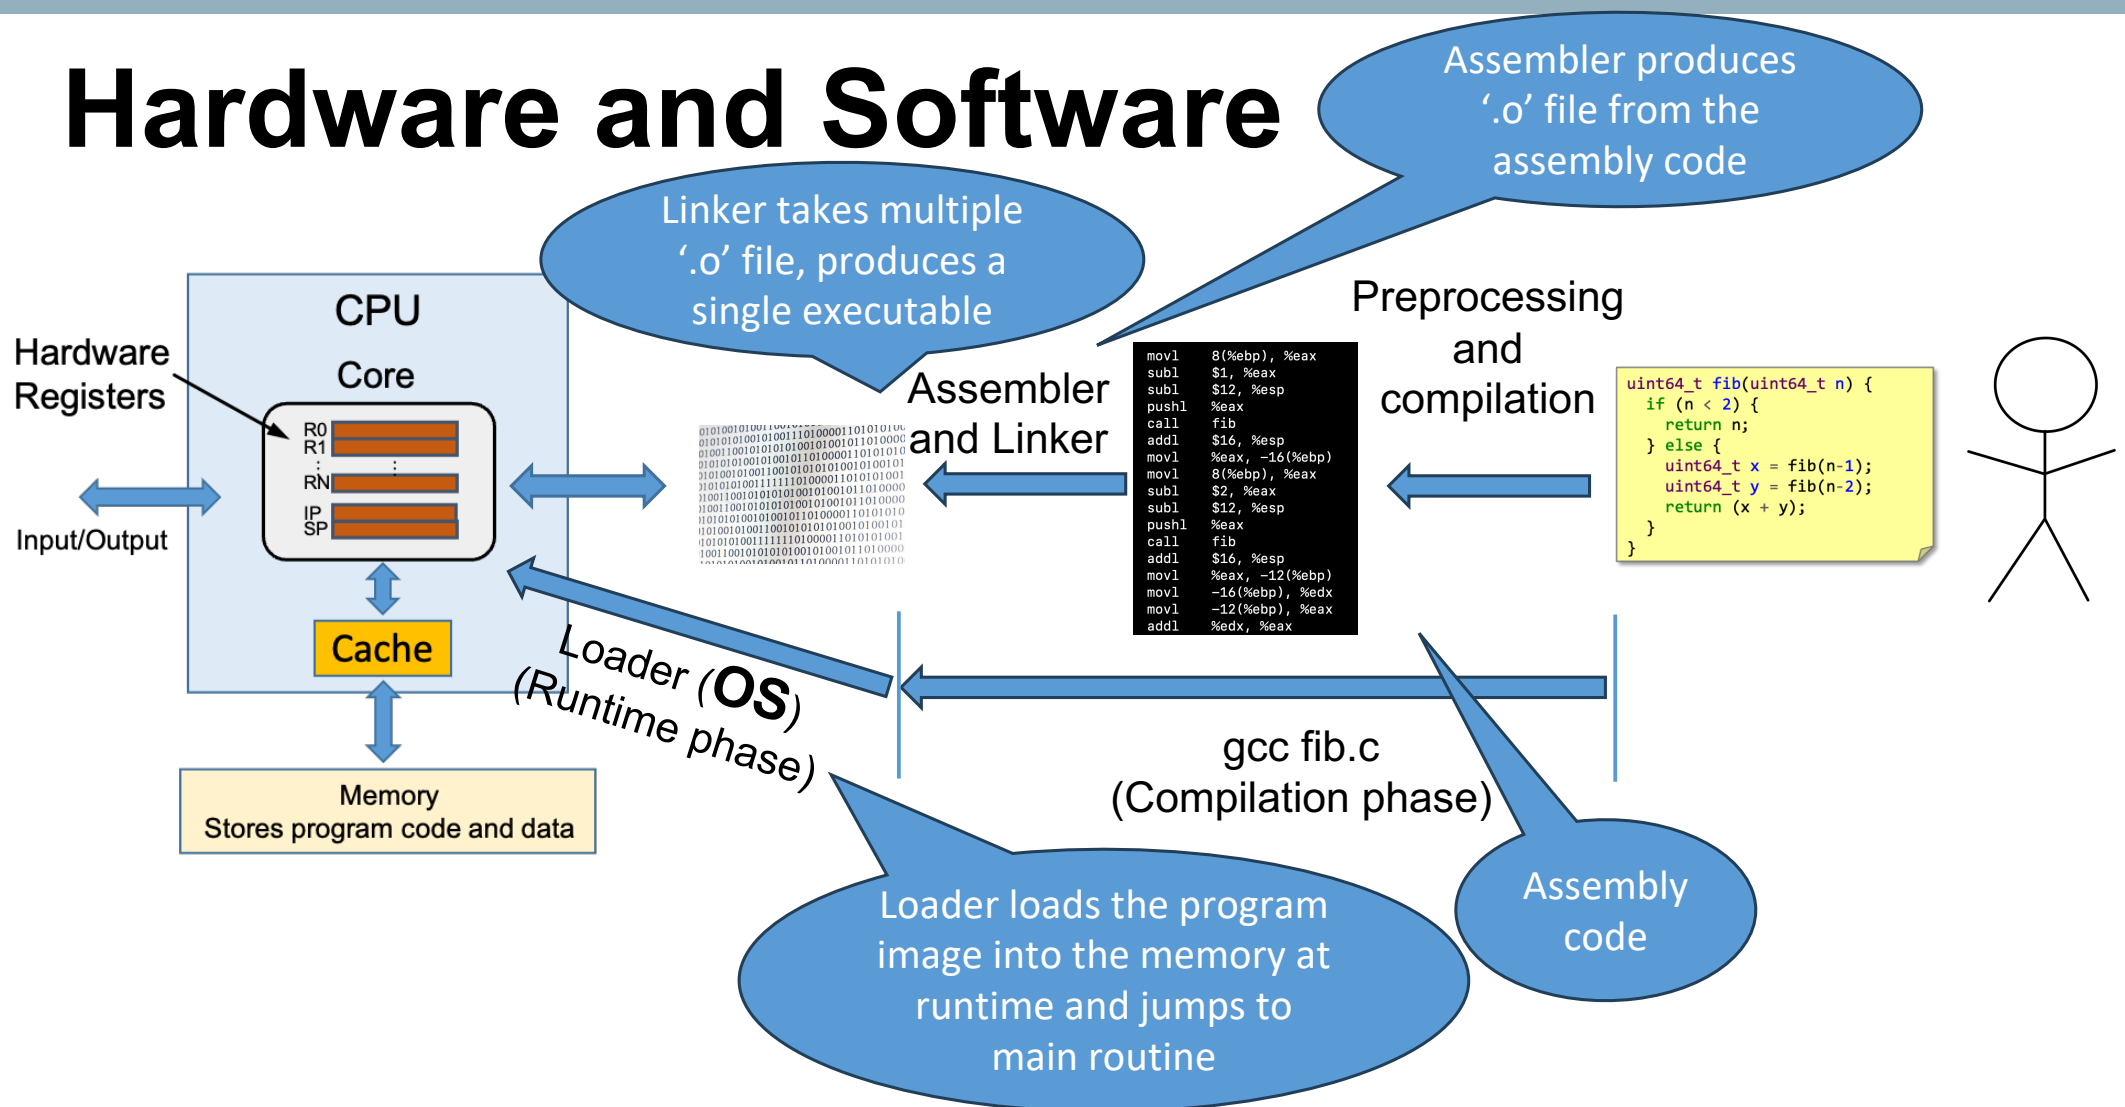 Hardware and Software
Assembler produces
‘.o’ file from the
assembly code
Linker takes multiple
‘.o’ file, produces a
single executable
CPU
Core
Hardware
Registers
R0
R1
RN
IP
SP
Input/Output
Cache
Memory
Stores program code and data
Loader (OS)
(Runtime phase)
Assembler
and Linker
movl 8(%ebp), %eax
subl $1, %eax
subl $12, %esp
pushl %eax
call fib
addl $16, %esp
movl %eax, −16(%ebp)
movl 8(%ebp), %eax
subl $2, %eax
subl $12, %esp
pushl %eax
call fib
addl $16, %esp
movl %eax, −12(%ebp)
movl −16(%ebp), %edx
movl −12(%ebp), %eax
addl %edx, %eax
Preprocessing
and
compilation
uint64_t fib(uint64_t n) {
if (n < 2) {
return n;
} else {
uint64_t x = fib(n-1);
uint64_t y = fib(n-2);
return (x + y);
}
}
gcc fib.c
(Compilation phase)
Assembly
code
Loader loads the program
image into the memory at
runtime and jumps to
main routine